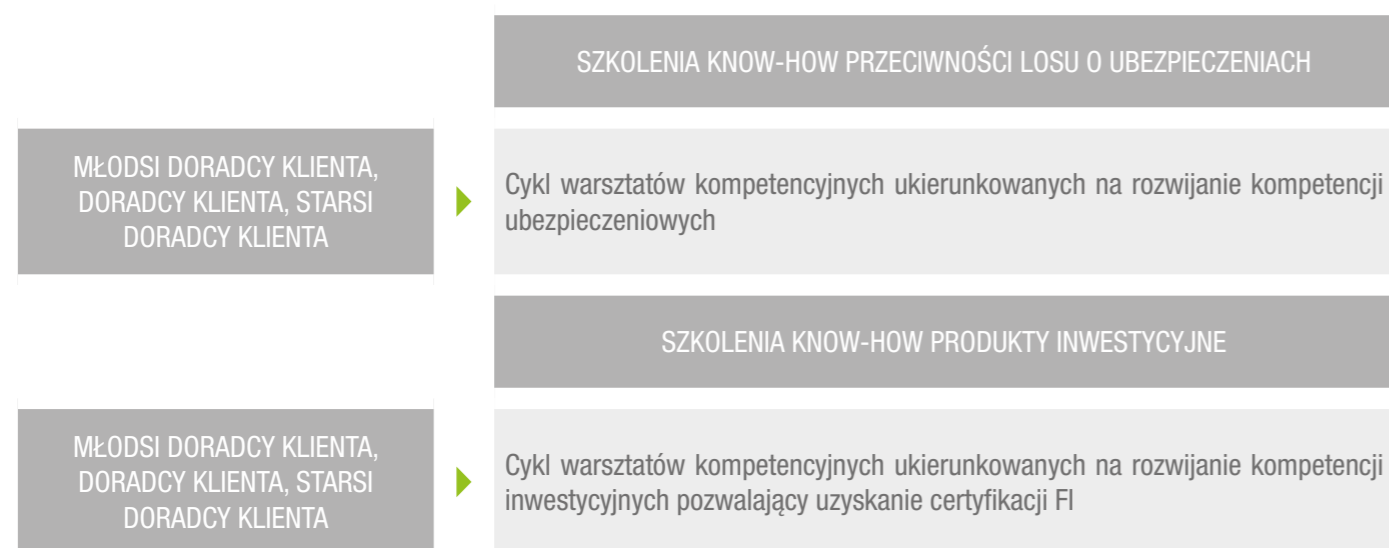 SZKOLENIA KNOW-HOW PRZECIWNOŚCI LOSU O UBEZPIECZENIACH
MŁODSI DORADCY KLIENTA,
DORADCY KLIENTA, STARSI
DORADCY KLIENTA
Cykl warsztatów kompetencyjnych ukierunkowanych na rozwijanie kompetencji
ubezpieczeniowych
SZKOLENIA KNOW-HOW PRODUKTY INWESTYCYJNE
MŁODSI DORADCY KLIENTA,
DORADCY KLIENTA, STARSI
DORADCY KLIENTA
Cykl warsztatów kompetencyjnych ukierunkowanych na rozwijanie kompetencji
inwestycyjnych pozwalający uzyskanie certyfikacji FI